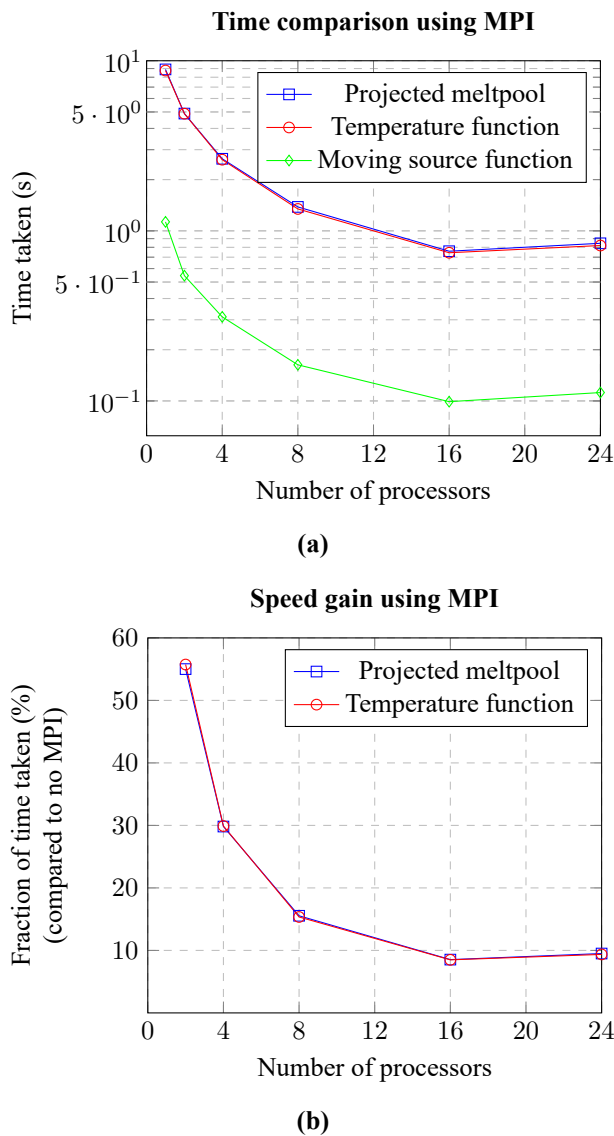 Time comparison using MPI
10^1
5 · 10^0
10^0
5 · 10^−1
10^−1
Time taken (s)
Projected meltpool
Temperature function
Moving source function
0 4 8 12 16 20 24
Number of processors
(a)
Speed gain using MPI
60
50
40
30
20
10
Fraction of time taken (%)
(compared to no MPI)
Projected meltpool
Temperature function
0 4 8 12 16 20 24
Number of processors
(b)